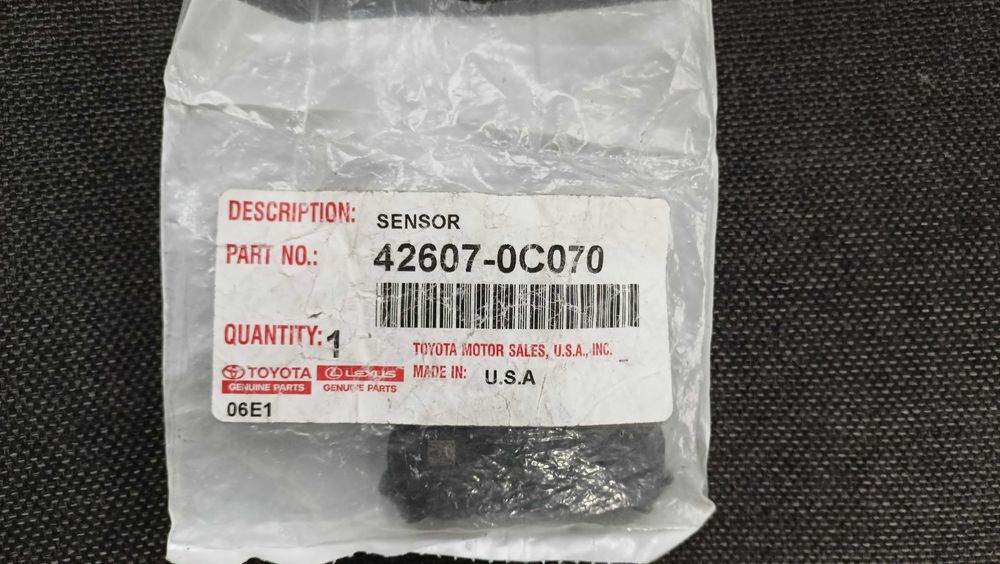 DESCRIPTION: SENSOR
PART NO.: 42607-0C070
QUANTITY: 1
TOYOTA MOTOR SALES, U.S.A., INC.
TOYOTA LEXUS MADE IN: U.S.A
GENUINE PARTS GENUINE PARTS
06E1